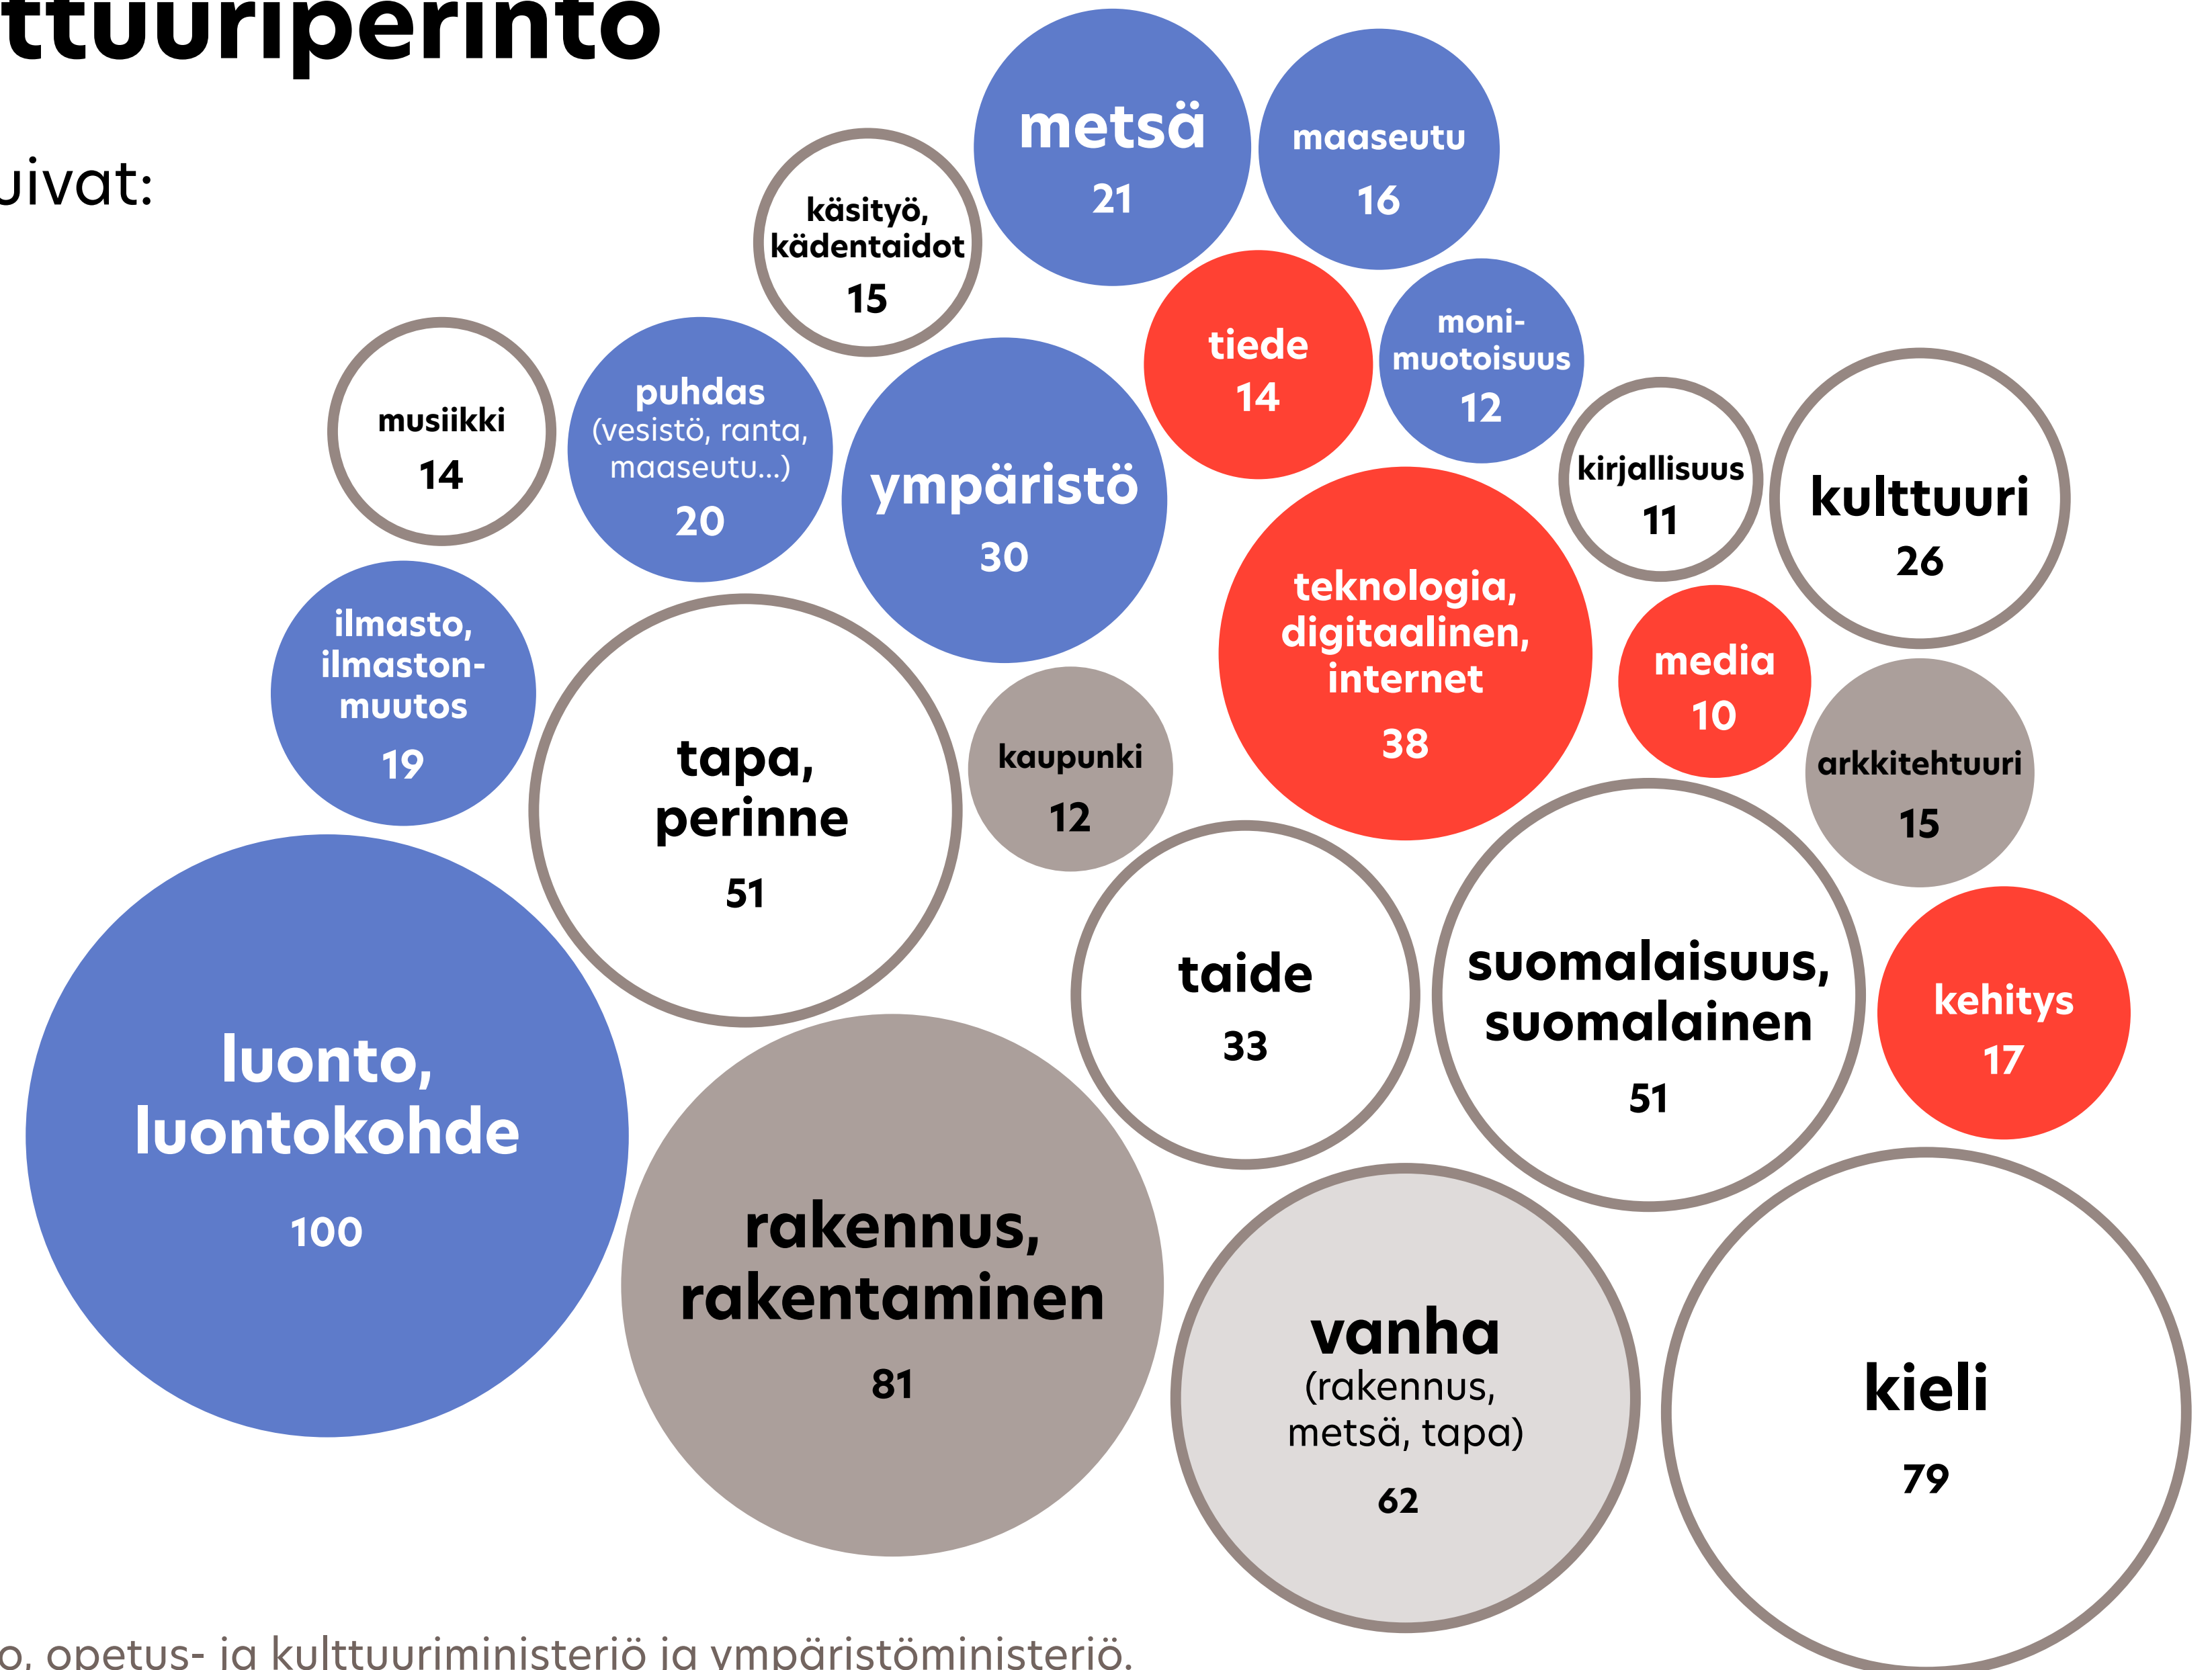 ttuuriperintö
uivat:
metsä
21
maaseutu
16
käsityö,
kädentaidot
15
tiede
14
moni-
muotoisuus
12
musiikki
14
puhdas
(vesistö, ranta,
maaseutu...)
20
ympäristö
30
kirjallisuus
11
kulttuuri
26
teknologia,
digitaalinen,
internet
38
ilmasto,
ilmaston-
muutos
19
media
10
tapa,
perinne
51
kaupunki
12
arkkitehtuuri
15
taide
33
suomalaisuus,
suomalainen
51
kehitys
17
luonto,
luontokohde
100
rakennus,
rakentaminen
81
vanha
(rakennus,
metsä, tapa)
62
kieli
79
o, opetus- ja kulttuuriministeriö ja ympäristöministeriö.